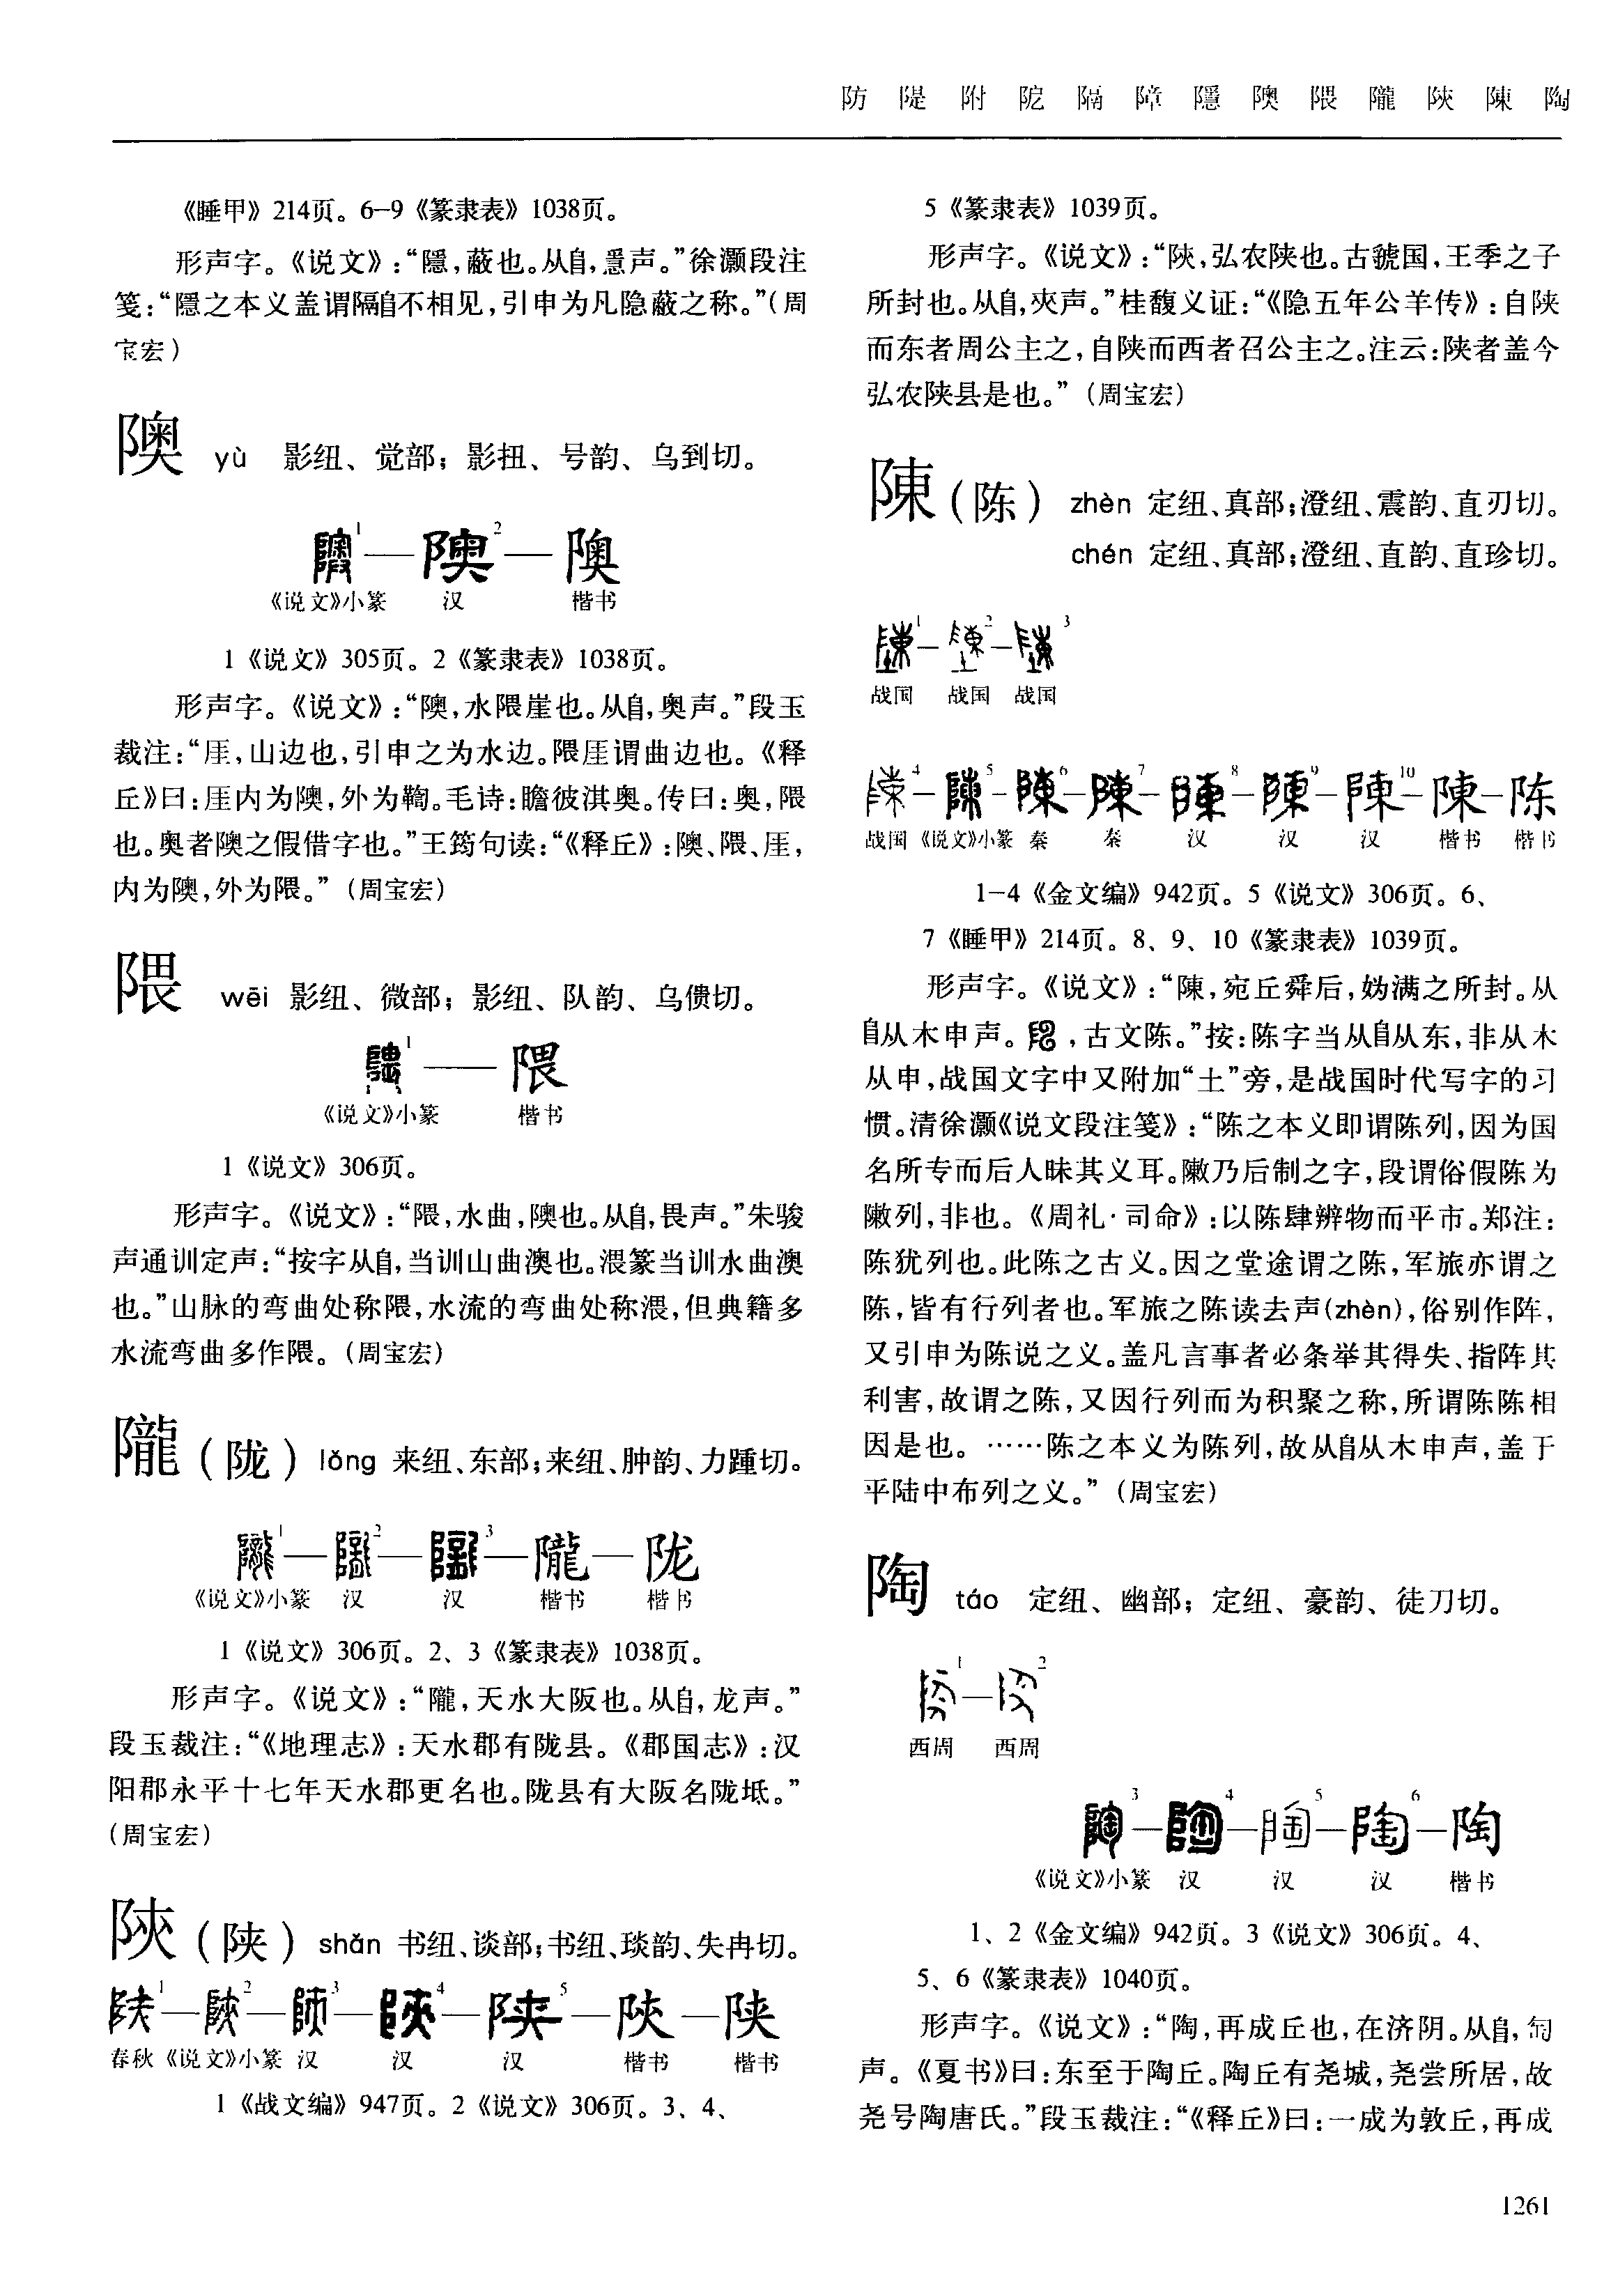 防 隄 附 阸 隔 障 隱 隩 隈 隴 陝 陳 陶
《睡甲》214页。6–9《篆隶表》1038页。
形声字。《说文》:“隱,蔽也。从𨸏,㥯声。”徐灏段注
笺:“隱之本义盖谓隔𨸏不相见,引申为凡隐蔽之称。”(周
宝宏)
隩 yù 影纽、觉部;影扭、号韵、乌到切。
1 2
《说文》小篆 汉 楷书
隩
1《说文》305页。2《篆隶表》1038页。
形声字。《说文》:“隩,水隈崖也。从𨸏,奥声。”段玉
裁注:“厓,山边也,引申之为水边。隈厓谓曲边也。《释
丘》曰:厓内为隩,外为鞫。毛诗:瞻彼淇奥。传曰:奥,隈
也。奥者隩之假借字也。”王筠句读:“《释丘》:隩、隈、厓,
内为隩,外为隈。”(周宝宏)
隈 wēi 影纽、微部;影纽、队韵、乌偎切。
1 — 隈
《说文》小篆 楷书
1《说文》306页。
形声字。《说文》:“隈,水曲,隩也。从𨸏,畏声。”朱骏
声通训定声:“按字从𨸏,当训山曲澳也。渨篆当训水曲澳
也。”山脉的弯曲处称隈,水流的弯曲处称渨,但典籍多
水流弯曲多作隈。(周宝宏)
隴(陇)lǒng 来纽、东部;来纽、肿韵、力踵切。
1 — 2 — 3 — 隴 — 陇
《说文》小篆 汉 汉 楷书 楷书
1《说文》306页。2、3《篆隶表》1038页。
形声字。《说文》:“隴,天水大阪也。从𨸏,龙声。”
段玉裁注:“《地理志》:天水郡有陇县。《郡国志》:汉
阳郡永平十七年天水郡更名也。陇县有大阪名陇坻。”
(周宝宏)
陝(陕)shǎn 书纽、谈部;书纽、琰韵、失冉切。
1 — 2 — 3 — 4 — 5 — 陝 — 陕
春秋 《说文》小篆 汉 汉 汉 楷书 楷书
1《战文编》947页。2《说文》306页。3、4、
5《篆隶表》1039页。
形声字。《说文》:“陝,弘农陕也。古虢国,王季之子
所封也。从𨸏,夾声。”桂馥义证:“《隐五年公羊传》:自陕
而东者周公主之,自陕而西者召公主之。注云:陕者盖今
弘农陕县是也。”(周宝宏)
陳(陈)zhèn 定纽、真部;澄纽、震韵、直刃切。
chén 定纽、真部;澄纽、直韵、直珍切。
1 — 2 — 3
战国 战国 战国
4 — 5 — 6 — 7 — 8 — 9 — 10 — 陳 — 陈
战国 《说文》小篆 秦 秦 汉 汉 汉 楷书 楷书
1–4《金文编》942页。5《说文》306页。6、
7《睡甲》214页。8、9、10《篆隶表》1039页。
形声字。《说文》:“陳,宛丘舜后,妫满之所封。从
𨸏从木申声。,古文陈。”按:陈字当从𨸏从东,非从木
从申,战国文字中又附加“土”旁,是战国时代写字的习
惯。清徐灏《说文段注笺》:“陈之本义即谓陈列,因为国
名所专而后人昧其义耳。敶乃后制之字,段谓俗假陈为
敶列,非也。《周礼·司命》:以陈肆辨物而平市。郑注:
陈犹列也。此陈之古义。因之堂途谓之陈,军旅亦谓之
陈,皆有行列者也。军旅之陈读去声(zhèn),俗别作阵,
又引申为陈说之义。盖凡言事者必条举其得失、指阵其
利害,故谓之陈,又因行列而为积聚之称,所谓陈陈相
因是也。……陈之本义为陈列,故从𨸏从木申声,盖于
平陆中布列之义。”(周宝宏)
陶 táo 定纽、幽部;定纽、豪韵、徒刀切。
1 — 2
西周 西周
3 — 4 — 5 — 6 — 陶
《说文》小篆 汉 汉 汉 楷书
1、2《金文编》942页。3《说文》306页。4、
5、6《篆隶表》1040页。
形声字。《说文》:“陶,再成丘也,在济阴。从𨸏,匋
声。《夏书》曰:东至于陶丘。陶丘有尧城,尧尝所居,故
尧号陶唐氏。”段玉裁注:“《释丘》曰:一成为敦丘,再成
1261